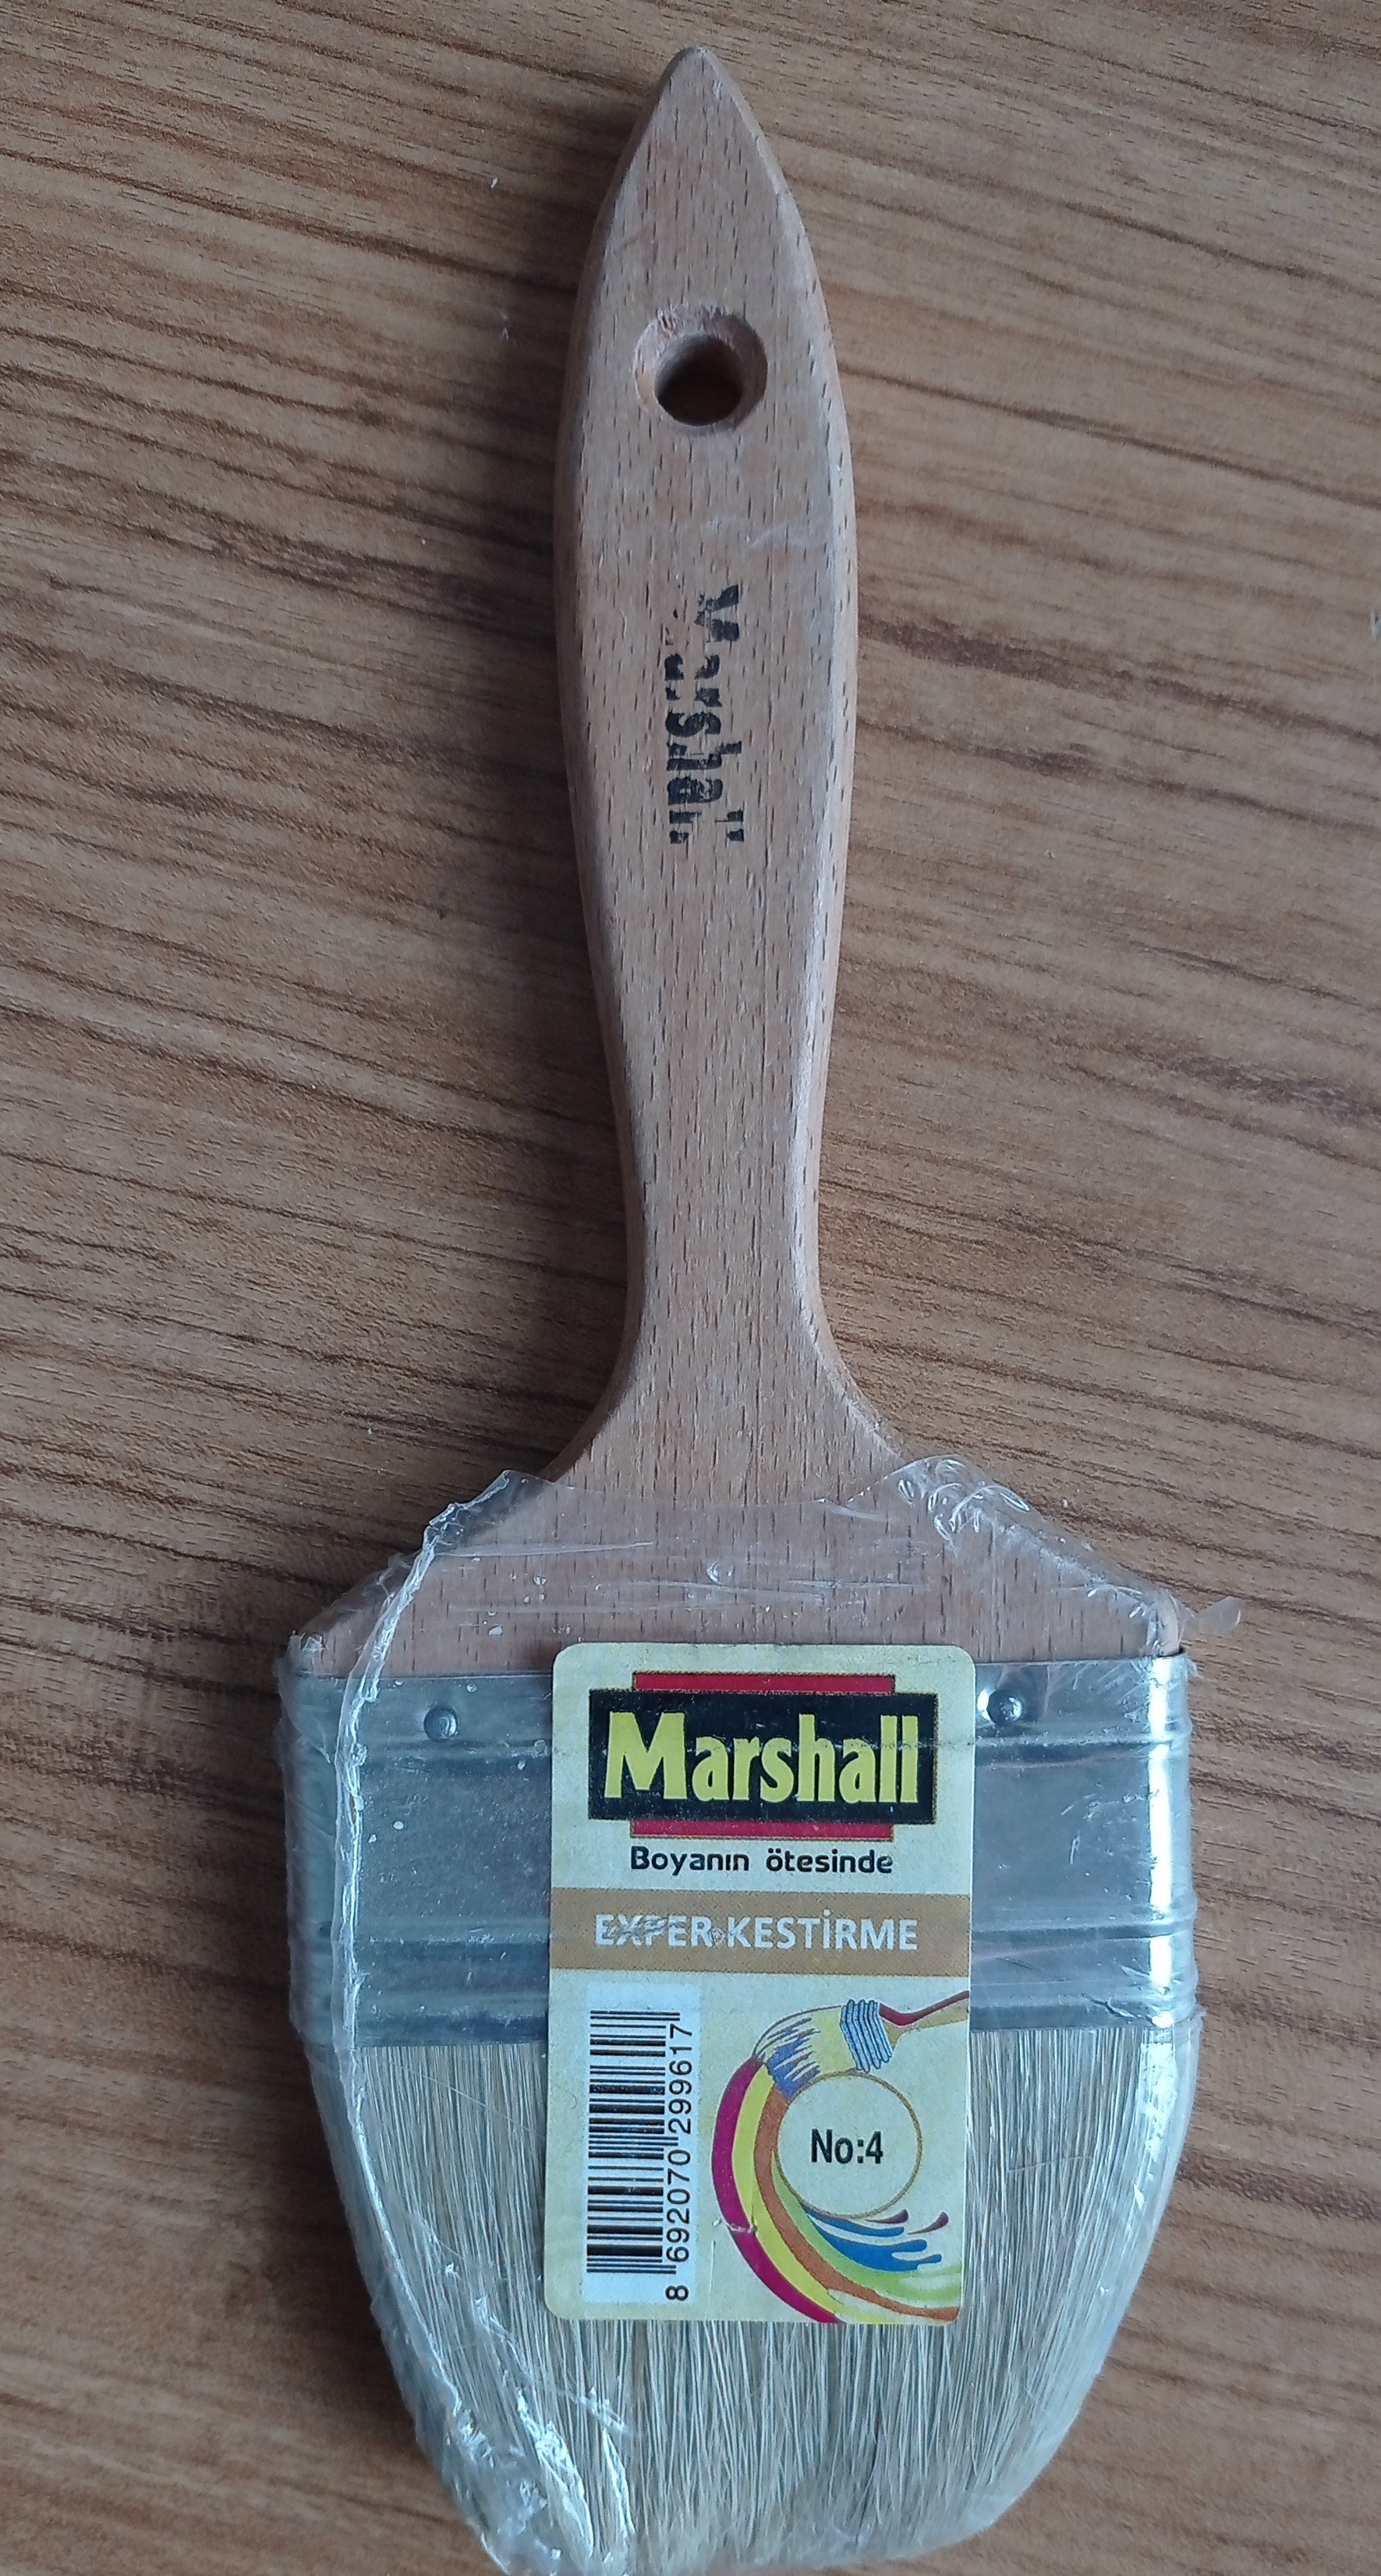 Marshall
Marshall
Boyanın ötesinde
EXPER KESTİRME
8 692070 299617
No:4